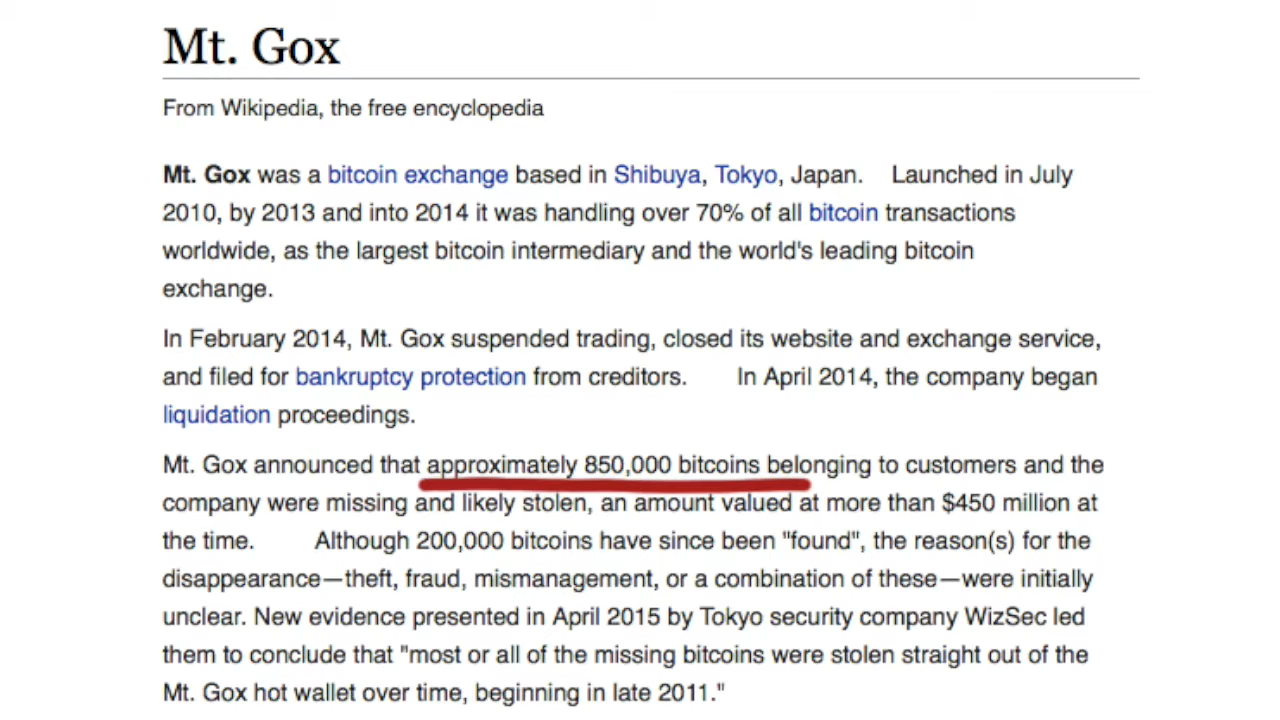 Mt. Gox
From Wikipedia, the free encyclopedia
Mt. Gox was a bitcoin exchange based in Shibuya, Tokyo, Japan. Launched in July
2010, by 2013 and into 2014 it was handling over 70% of all bitcoin transactions
worldwide, as the largest bitcoin intermediary and the world's leading bitcoin
exchange.
In February 2014, Mt. Gox suspended trading, closed its website and exchange service,
and filed for bankruptcy protection from creditors. In April 2014, the company began
liquidation proceedings.
Mt. Gox announced that approximately 850,000 bitcoins belonging to customers and the
company were missing and likely stolen, an amount valued at more than $450 million at
the time. Although 200,000 bitcoins have since been "found", the reason(s) for the
disappearance—theft, fraud, mismanagement, or a combination of these—were initially
unclear. New evidence presented in April 2015 by Tokyo security company WizSec led
them to conclude that "most or all of the missing bitcoins were stolen straight out of the
Mt. Gox hot wallet over time, beginning in late 2011."